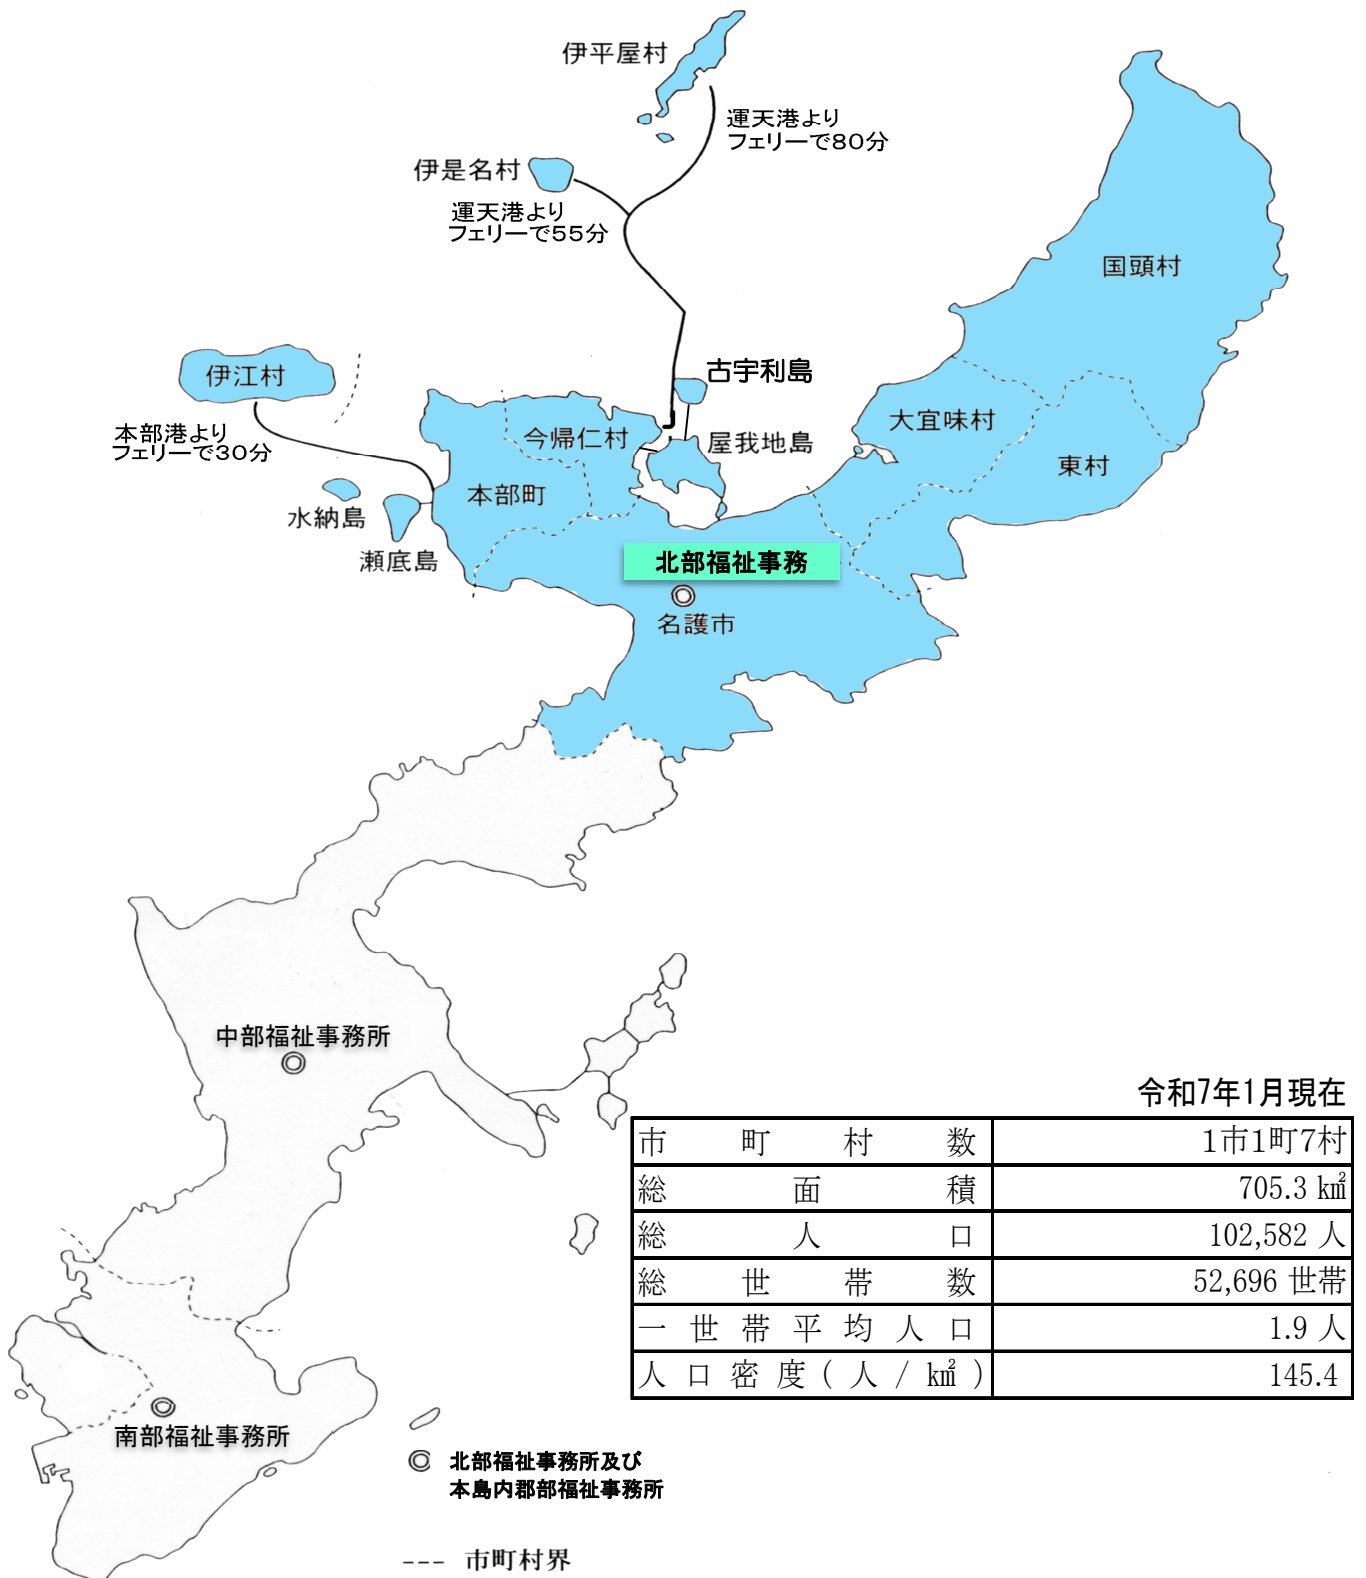 伊平屋村
運天港より
フェリーで80分
伊是名村
運天港より
フェリーで55分
国頭村
伊江村
古宇利島
本部港より
フェリーで30分
今帰仁村
屋我地島
大宜味村
東村
本部町
水納島
瀬底島
北部福祉事務
名護市
中部福祉事務所
令和7年1月現在
市町村数 1市1町7村
総面積 705.3 k㎡
総人口 102,582 人
総世帯数 52,696 世帯
一世帯平均人口 1.9 人
人口密度(人/k㎡) 145.4
南部福祉事務所
◎ 北部福祉事務所及び
本島内郡部福祉事務所
--- 市町村界